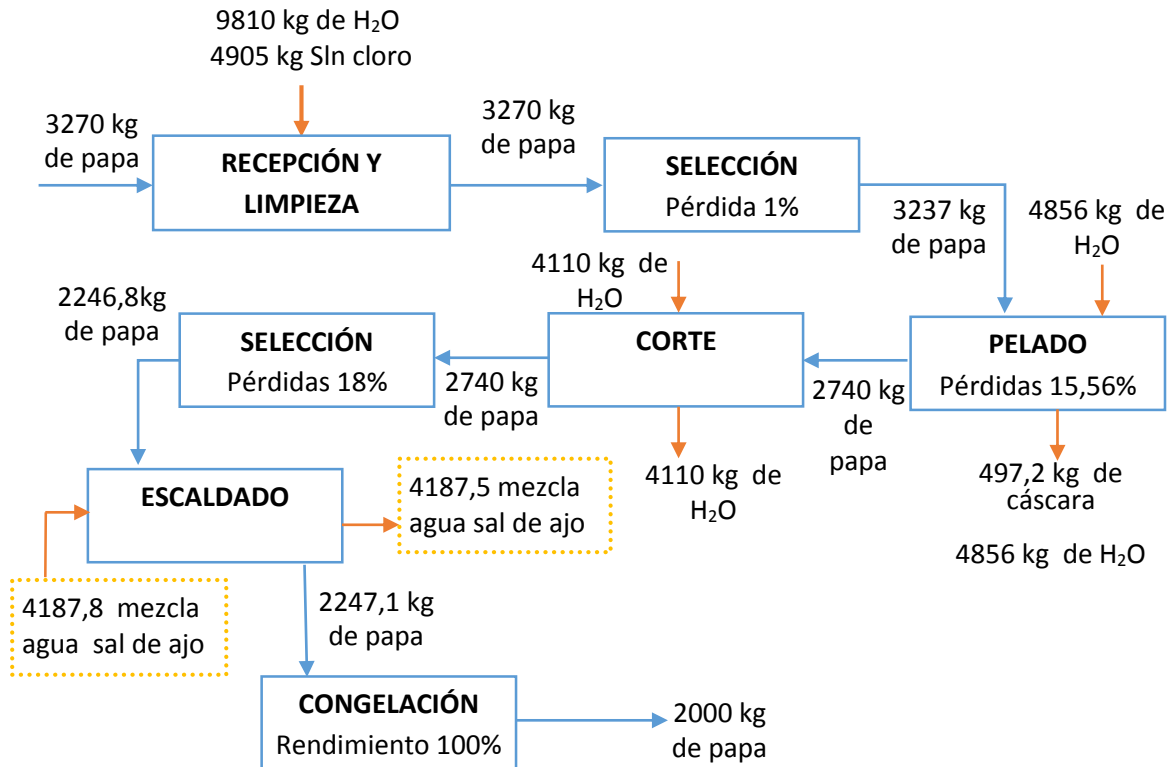 9810 kg de H₂O
4905 kg Sln cloro
3270 kg
de papa
RECEPCIÓN Y
LIMPIEZA
3270 kg
de papa
SELECCIÓN
Pérdida 1%
3237 kg
de papa
4856 kg de
H₂O
PELADO
Pérdidas 15,56%
497,2 kg de
cáscara
4856 kg de H₂O
2740 kg
de
papa
4110 kg de
H₂O
CORTE
4110 kg de
H₂O
2740 kg
de papa
SELECCIÓN
Pérdidas 18%
2246,8kg
de papa
ESCALDADO
4187,5 mezcla
agua sal de ajo
4187,8 mezcla
agua sal de ajo
2247,1 kg
de papa
CONGELACIÓN
Rendimiento 100%
2000 kg
de papa